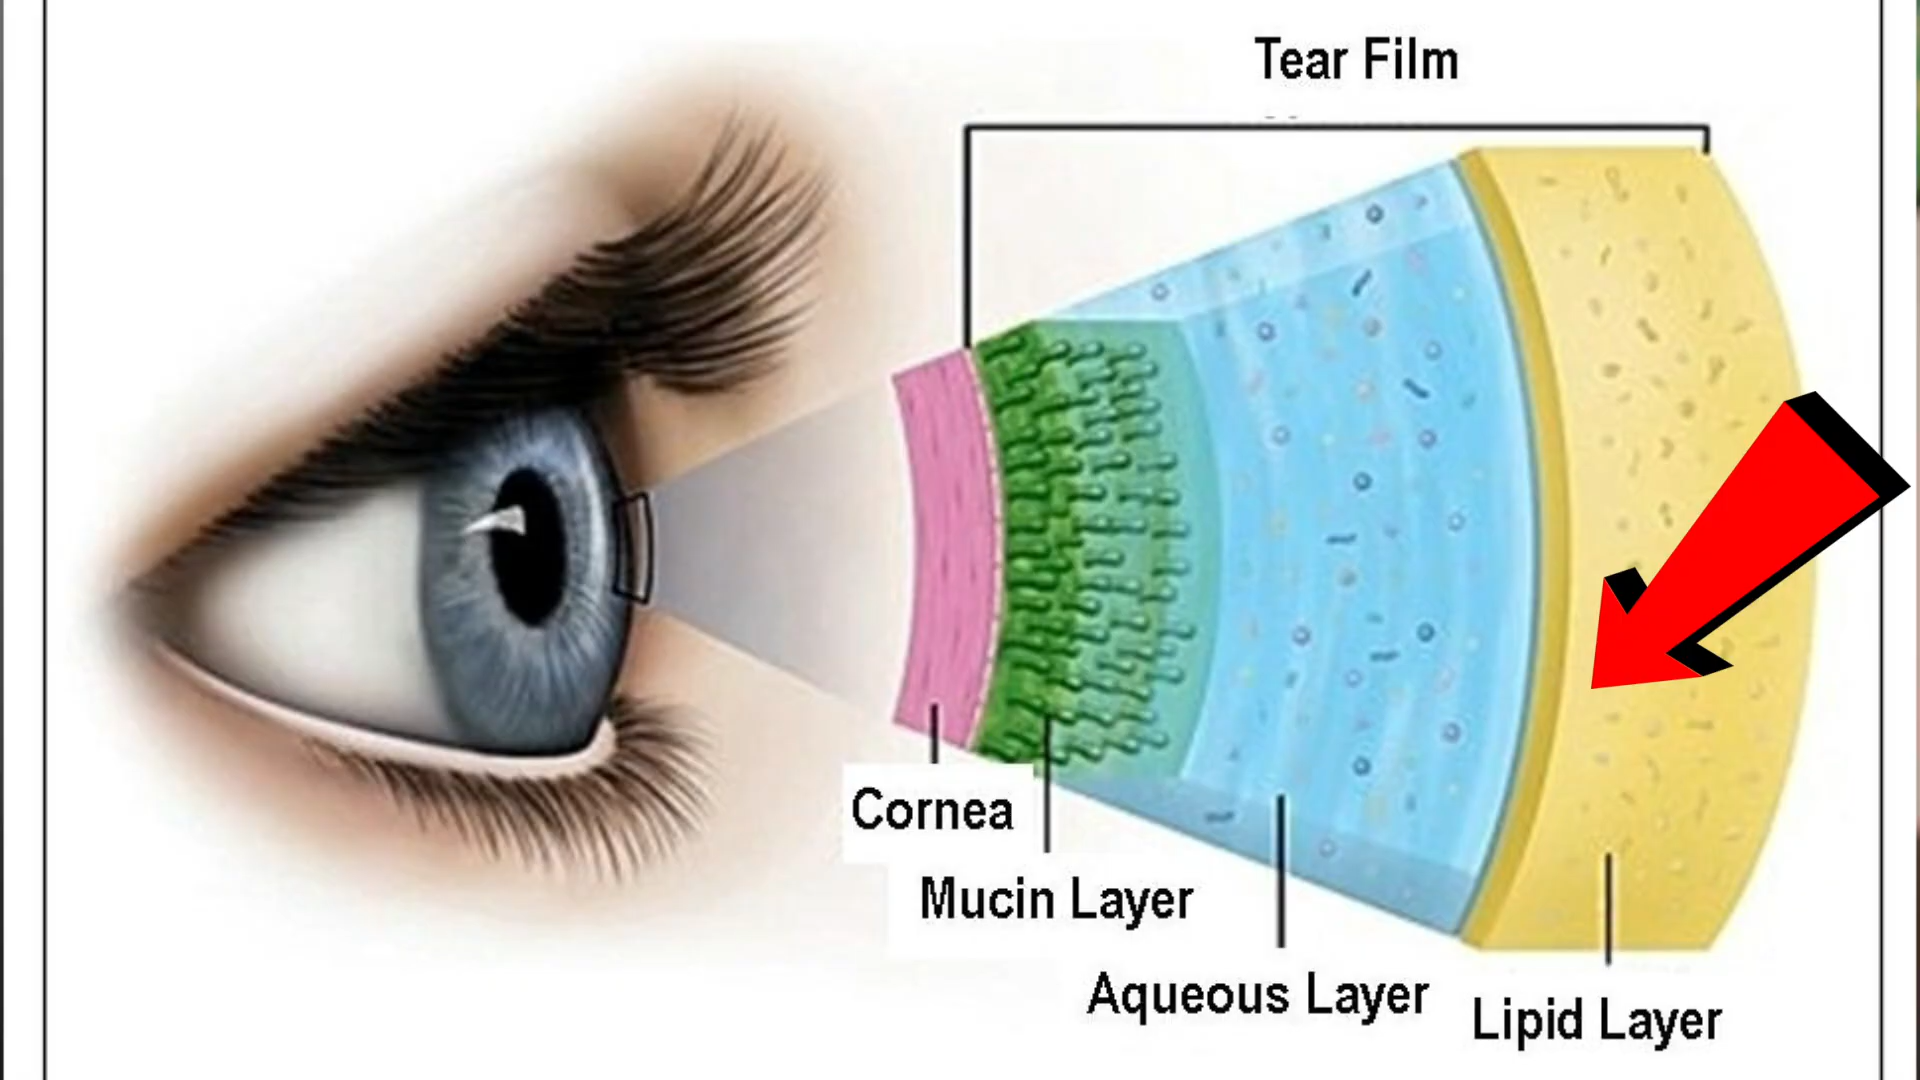 Tear Film
Cornea
Mucin Layer
Aqueous Layer
Lipid Layer